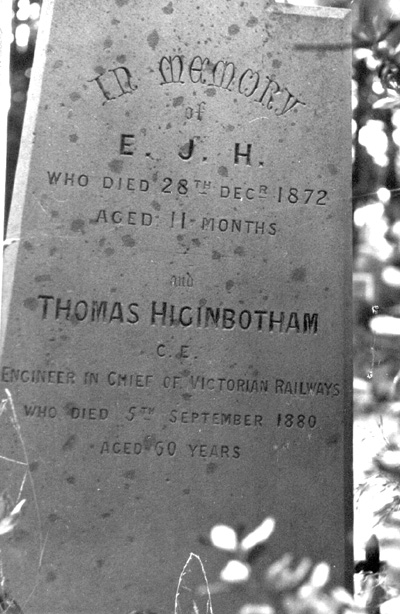 IN MEMORY
of
E. J. H.
WHO DIED 28TH DECR 1872
AGED 11 MONTHS
and
THOMAS HIGINBOTHAM
C. E.
ENGINEER IN CHIEF OF VICTORIAN RAILWAYS
WHO DIED 5TH SEPTEMBER 1880
AGED 60 YEARS